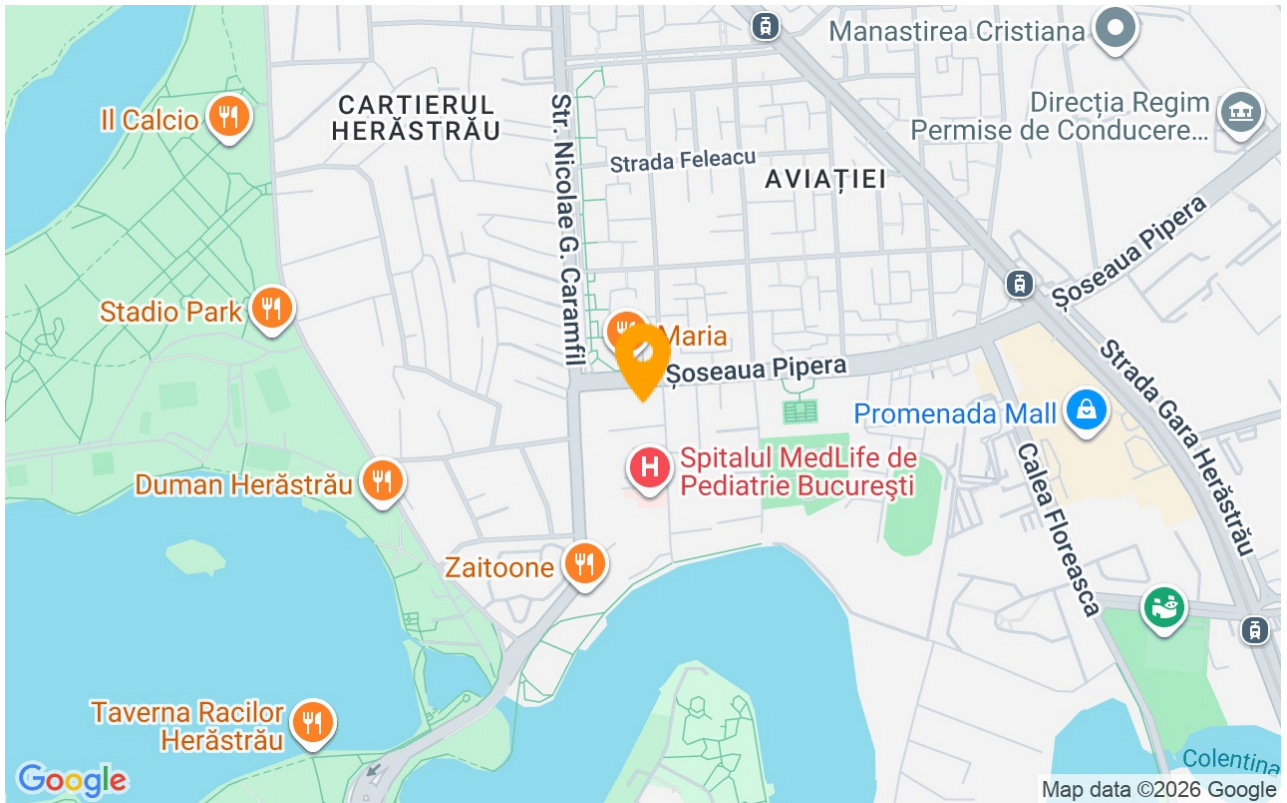 Manastirea Cristiana
Il Calcio
CARTIERUL
HERĂSTRĂU
Str. Nicolae G. Caramfil
Strada Feleacu
AVIAȚIEI
Direcția Regim
Permise de Conducere...
Șoseaua Pipera
Stadio Park
Maria
Șoseaua Pipera
Strada Gara Herăstrău
Promenada Mall
Calea Floreasca
H
Spitalul MedLife de
Pediatrie Bucureşti
Duman Herăstrău
Zaitoone
Taverna Racilor
Herăstrău
Colentina
Google
Map data ©2026 Google